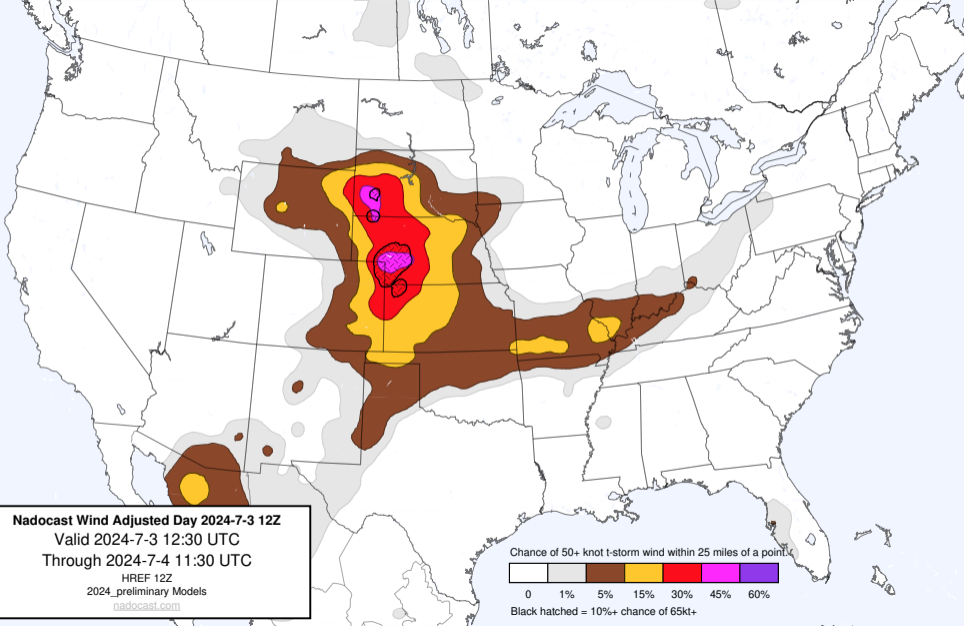 Nadocast Wind Adjusted Day 2024-7-3 12Z
Valid 2024-7-3 12:30 UTC
Through 2024-7-4 11:30 UTC
HREF 12Z
2024_preliminary Models
nadocast.com
Chance of 50+ knot t-storm wind within 25 miles of a point.
0 1% 5% 15% 30% 45% 60%
Black hatched = 10%+ chance of 65kt+